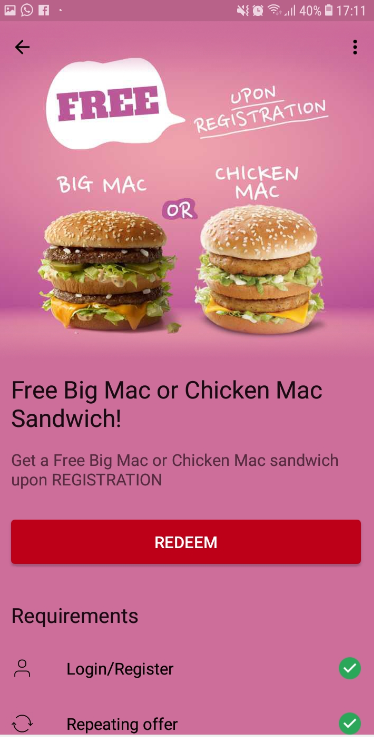 40% 17:11
FREE
UPON
REGISTRATION
BIG MAC
OR
CHICKEN
MAC
Free Big Mac or Chicken Mac
Sandwich!
Get a Free Big Mac or Chicken Mac sandwich
upon REGISTRATION
REDEEM
Requirements
Login/Register
Repeating offer